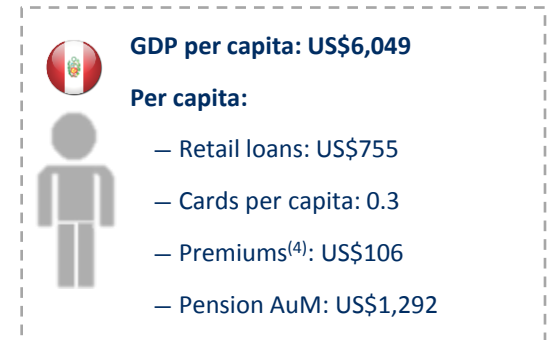 GDP per capita: US$6,049
Per capita:
— Retail loans: US$755
— Cards per capita: 0.3
— Premiums(4): US$106
— Pension AuM: US$1,292